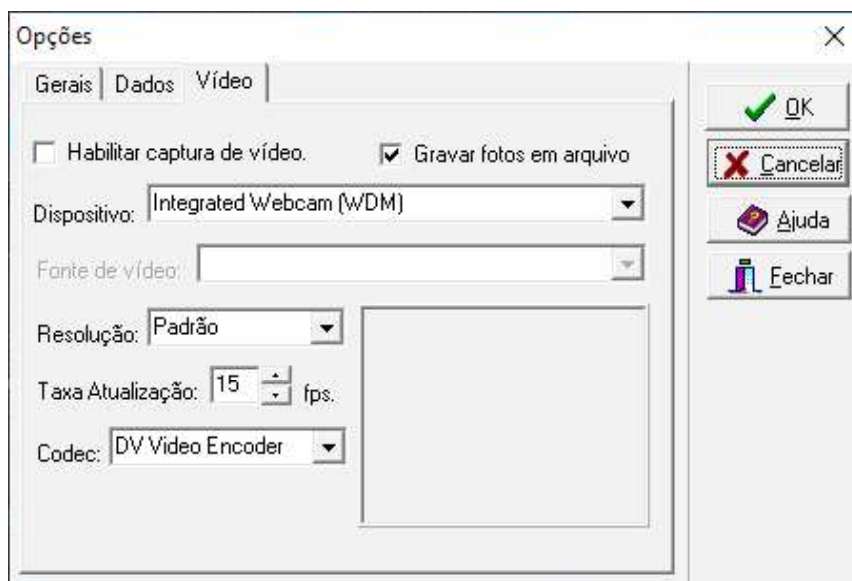 Opções
Gerais Dados Vídeo
Habilitar captura de vídeo. Gravar fotos em arquivo
Dispositivo: Integrated Webcam (WDM)
Fonte de vídeo:
Resolução: Padrão
Taxa Atualização: 15 fps.
Codec: DV Video Encoder
OK
Cancelar
Ajuda
Fechar